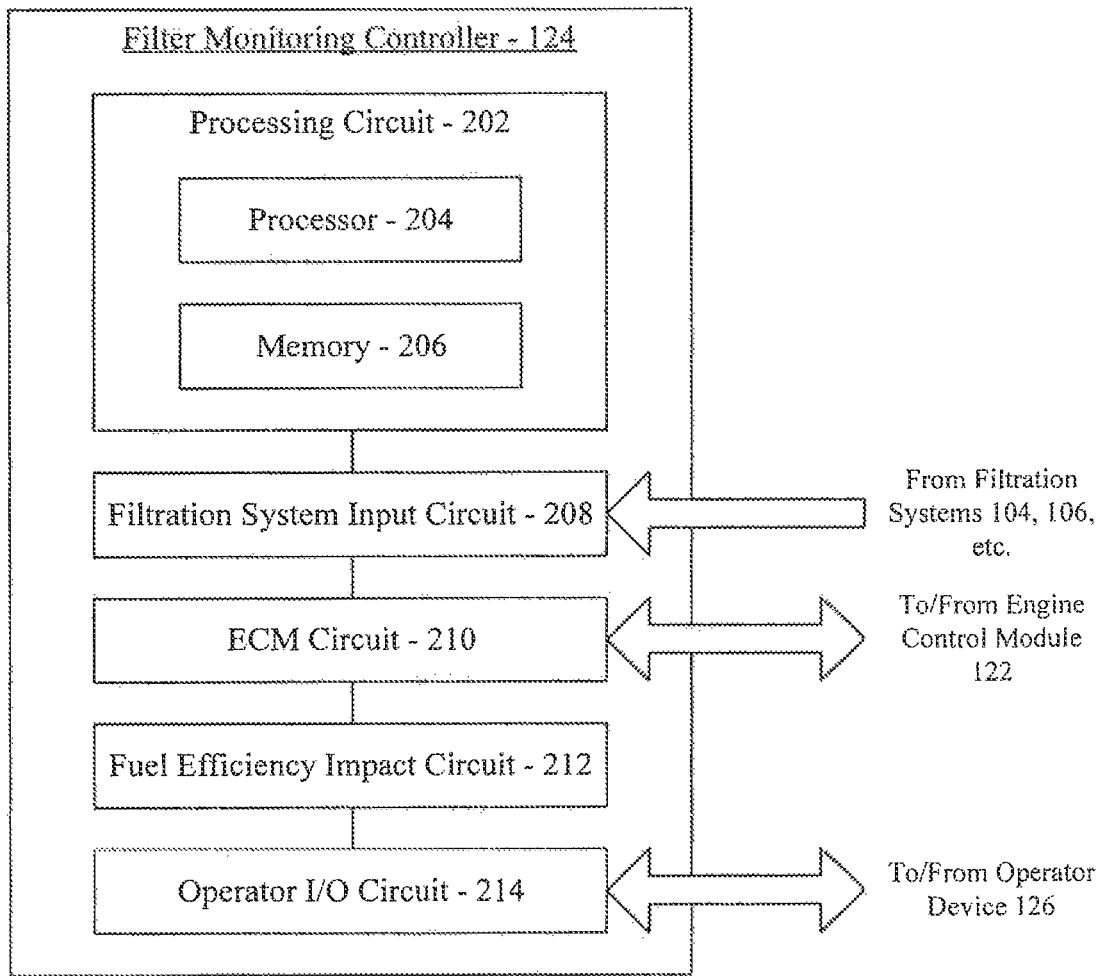 Filter Monitoring Controller - 124
Processing Circuit - 202
Processor - 204
Memory - 206
Filtration System Input Circuit - 208
From Filtration
Systems 104, 106,
etc.
ECM Circuit - 210
To/From Engine
Control Module
122
Fuel Efficiency Impact Circuit - 212
Operator I/O Circuit - 214
To/From Operator
Device 126